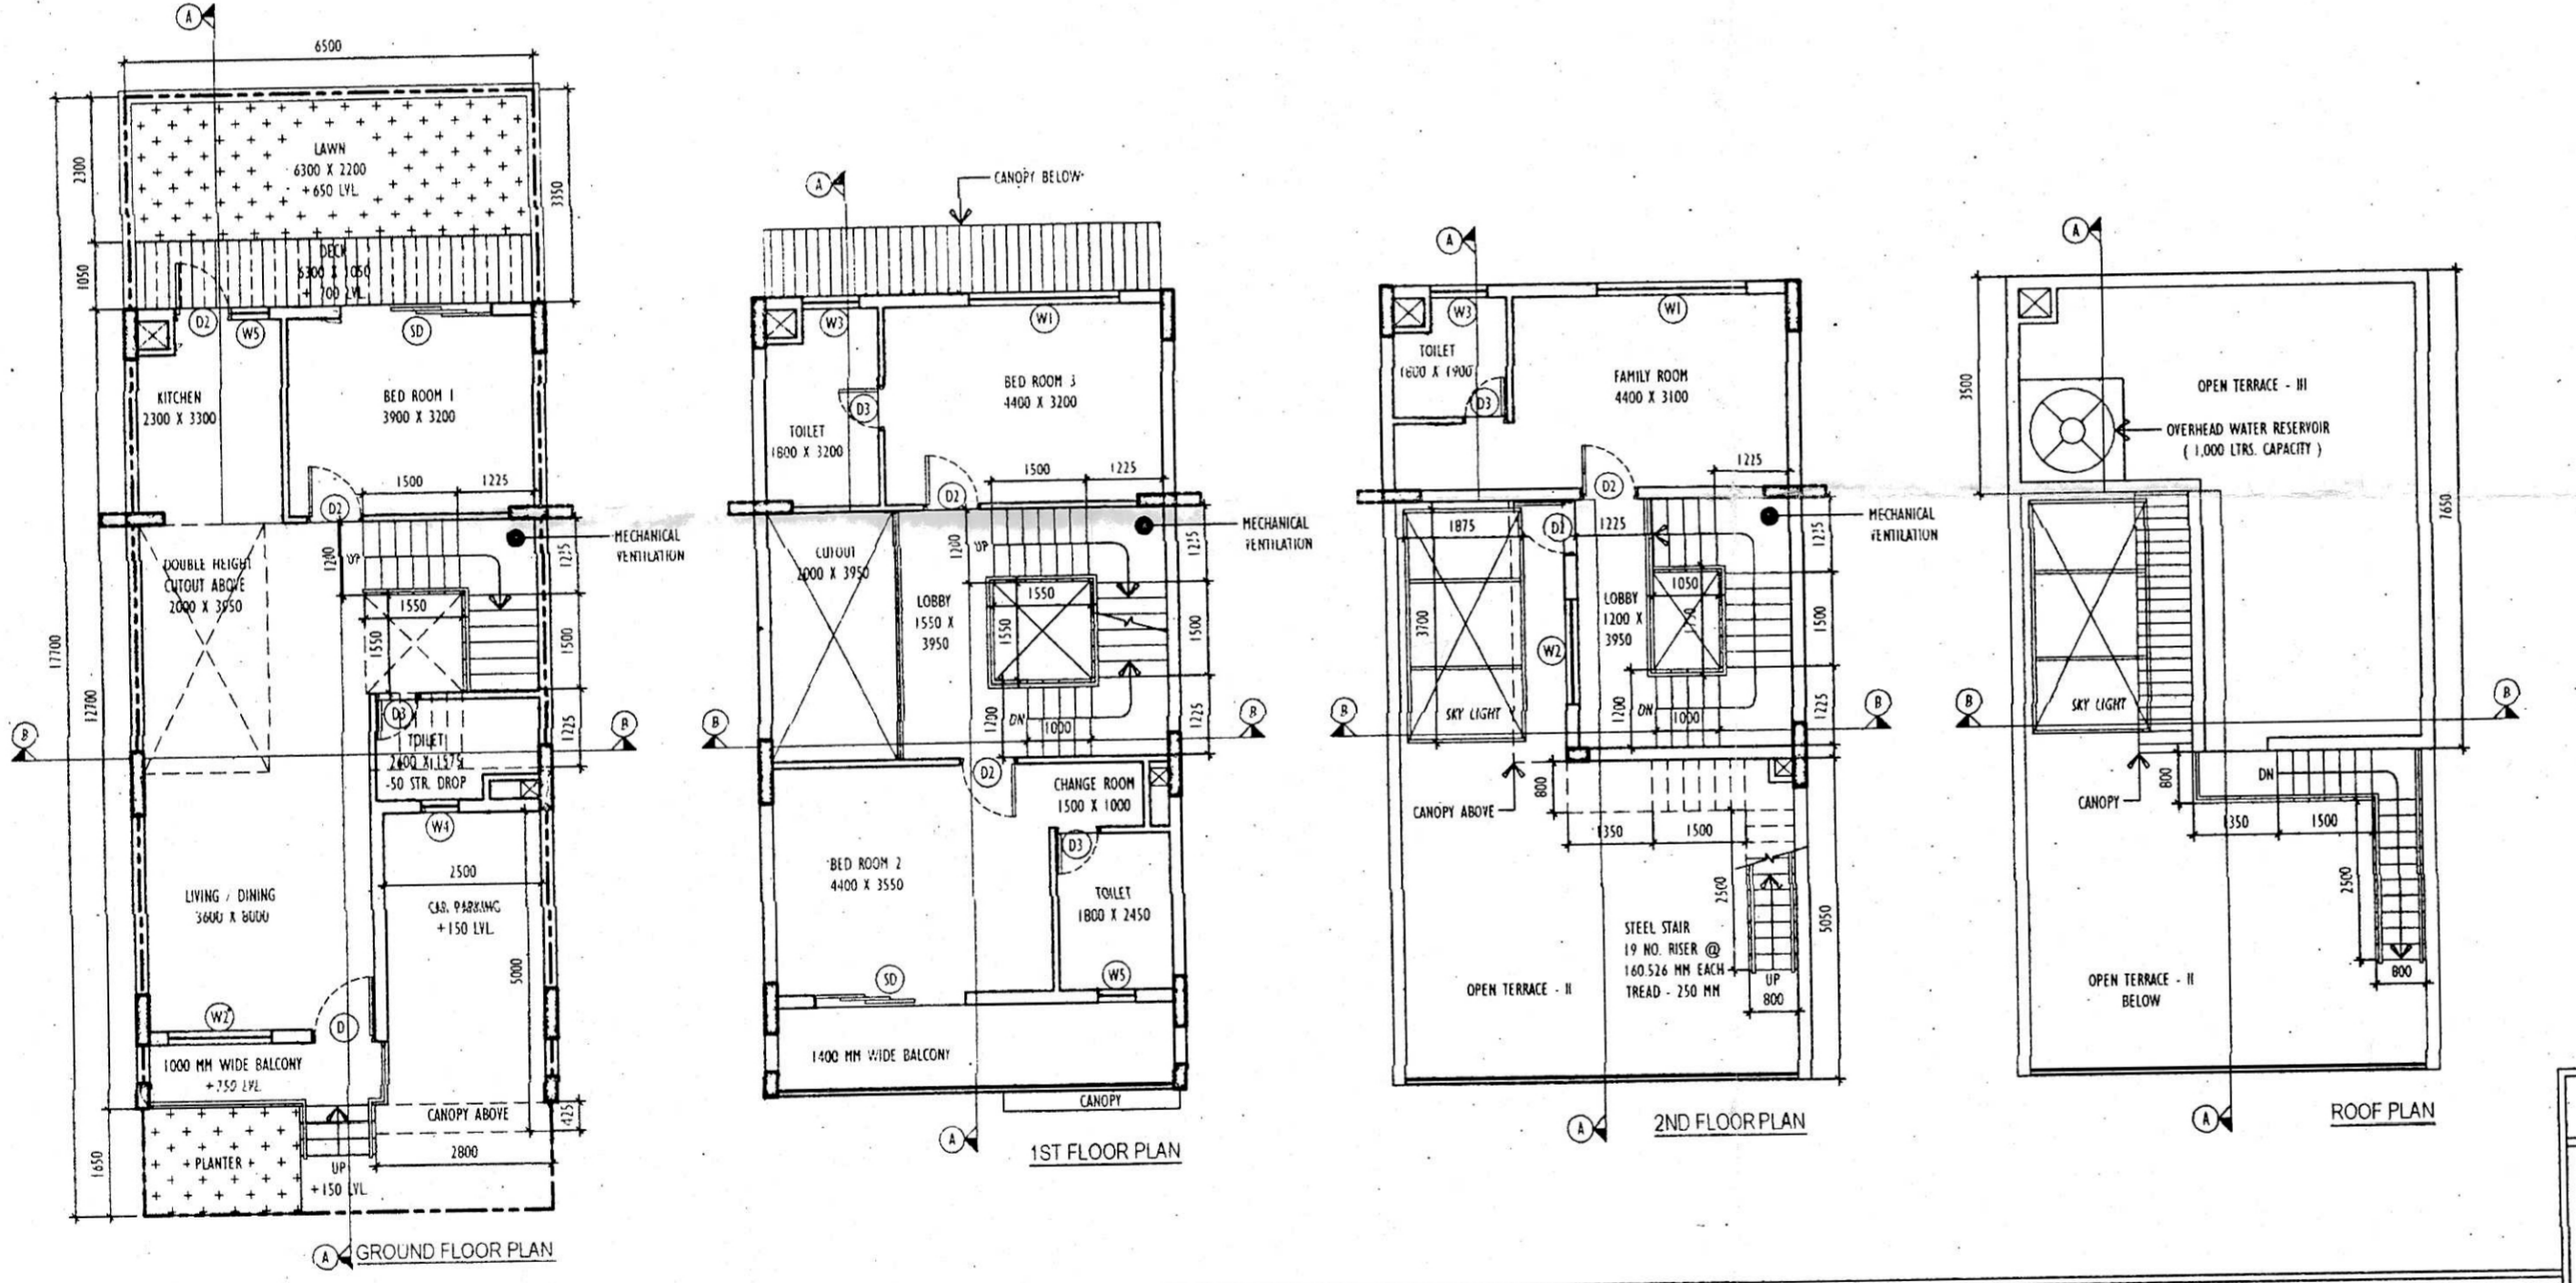 A
6500
LAWN
6300 X 2200
+650 LVL
2300
3350
DECK
6300 X 1050
+ 700 LVL
1050
D2
W5
SD
KITCHEN
2300 X 3300
BED ROOM 1
3900 X 3200
1500
1225
D2
MECHANICAL
VENTILATION
DOUBLE HEIGHT
CUTOUT ABOVE
2000 X 3950
1200
UP
1225
1550
1550
1500
17700
12700
B
B
D3
TOILET
2400 X 1575
-50 STR. DROP
1225
W4
2500
LIVING / DINING
3600 X 8000
CAR PARKING
+150 LVL
5000
W2
D
1000 MM WIDE BALCONY
CANOPY ABOVE
425
1650
PLANTER
UP
+150 LVL
2800
A
GROUND FLOOR PLAN
A
CANOPY BELOW
W3
W1
BED ROOM 3
4400 X 3200
D3
TOILET
1800 X 3200
1500
1225
D2
MECHANICAL
VENTILATION
CUTOUT
2000 X 3950
1200
UP
1225
LOBBY
1550 X
3950
1550
1550
1500
B
B
1200
DN
1000
1225
D2
CHANGE ROOM
1500 X 1000
D3
BED ROOM 2
4400 X 3550
TOILET
1800 X 2450
SD
W5
1400 MM WIDE BALCONY
CANOPY
A
1ST FLOOR PLAN
A
W3
W1
TOILET
1600 X 1900
FAMILY ROOM
4400 X 3100
D3
1225
D2
1875
D2
1225
MECHANICAL
VENTILATION
1225
1050
LOBBY
1200 X
3950
3700
1500
W2
SKY LIGHT
1200
DN
1000
1225
B
B
800
CANOPY ABOVE
1350
1500
2500
STEEL STAIR
19 NO. RISER @
160.526 MM EACH
TREAD - 250 MM
UP
800
5050
OPEN TERRACE - II
A
2ND FLOOR PLAN
A
3500
OPEN TERRACE - III
OVERHEAD WATER RESERVOIR
( 1,000 LTRS. CAPACITY )
7650
SKY LIGHT
B
B
CANOPY
800
DN
1350
1500
2500
800
OPEN TERRACE - II
BELOW
A
ROOF PLAN